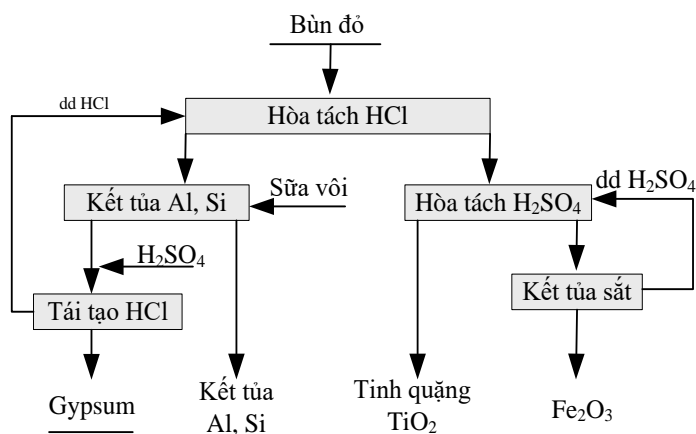 Bùn đỏ
dd HCl
Hòa tách HCl
Sữa vôi
dd H₂SO₄
Kết tủa Al, Si
Hòa tách H₂SO₄
H₂SO₄
Kết tủa sắt
Tái tạo HCl
Gypsum
Kết tủa
Al, Si
Tinh quặng
TiO₂
Fe₂O₃